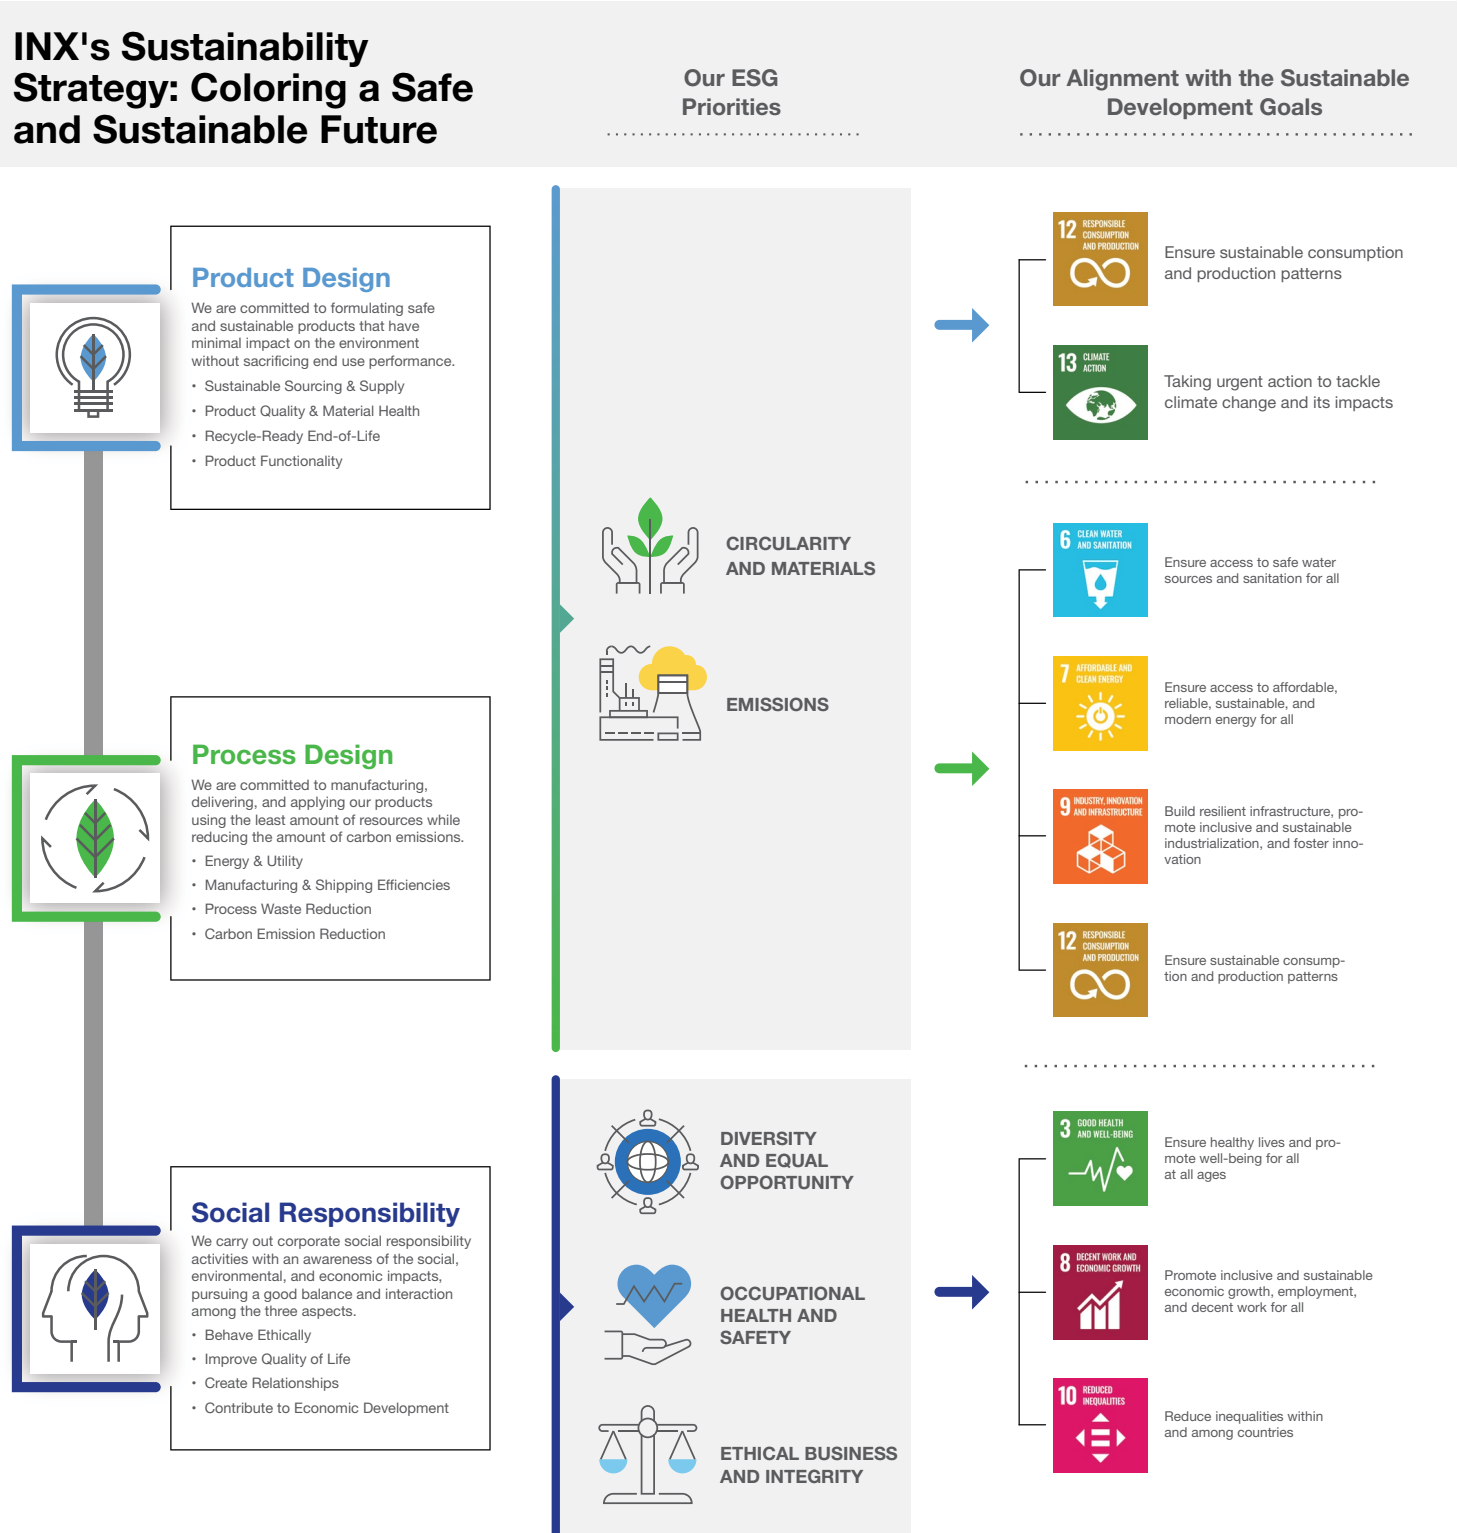 INX's Sustainability
Strategy: Coloring a Safe
and Sustainable Future
Our ESG
Priorities
Our Alignment with the Sustainable
Development Goals
Product Design
We are committed to formulating safe
and sustainable products that have
minimal impact on the environment
without sacrificing end use performance.
• Sustainable Sourcing & Supply
• Product Quality & Material Health
• Recycle-Ready End-of-Life
• Product Functionality
Process Design
We are committed to manufacturing,
delivering, and applying our products
using the least amount of resources while
reducing the amount of carbon emissions.
• Energy & Utility
• Manufacturing & Shipping Efficiencies
• Process Waste Reduction
• Carbon Emission Reduction
Social Responsibility
We carry out corporate social responsibility
activities with an awareness of the social,
environmental, and economic impacts,
pursuing a good balance and interaction
among the three aspects.
• Behave Ethically
• Improve Quality of Life
• Create Relationships
• Contribute to Economic Development
CIRCULARITY
AND MATERIALS
EMISSIONS
DIVERSITY
AND EQUAL
OPPORTUNITY
OCCUPATIONAL
HEALTH AND
SAFETY
ETHICAL BUSINESS
AND INTEGRITY
12 RESPONSIBLE
CONSUMPTION
AND PRODUCTION
Ensure sustainable consumption
and production patterns
13 CLIMATE
ACTION
Taking urgent action to tackle
climate change and its impacts
6 CLEAN WATER
AND SANITATION
Ensure access to safe water
sources and sanitation for all
7 AFFORDABLE AND
CLEAN ENERGY
Ensure access to affordable,
reliable, sustainable, and
modern energy for all
9 INDUSTRY, INNOVATION
AND INFRASTRUCTURE
Build resilient infrastructure, pro-
mote inclusive and sustainable
industrialization, and foster inno-
vation
12 RESPONSIBLE
CONSUMPTION
AND PRODUCTION
Ensure sustainable consump-
tion and production patterns
3 GOOD HEALTH
AND WELL-BEING
Ensure healthy lives and pro-
mote well-being for all
at all ages
8 DECENT WORK AND
ECONOMIC GROWTH
Promote inclusive and sustainable
economic growth, employment,
and decent work for all
10 REDUCED
INEQUALITIES
Reduce inequalities within
and among countries